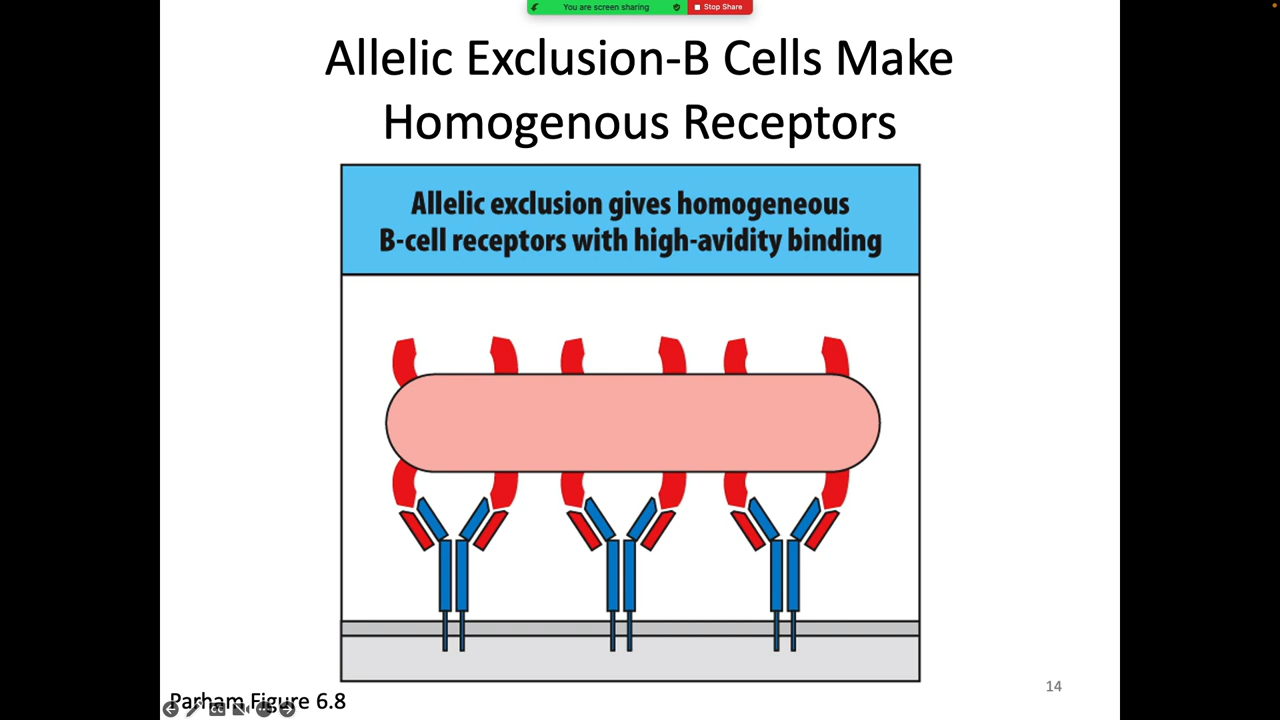 You are screen sharing
Stop Share
Allelic Exclusion-B Cells Make
Homogenous Receptors
Allelic exclusion gives homogeneous
B-cell receptors with high-avidity binding
14
Parham Figure 6.8
CC